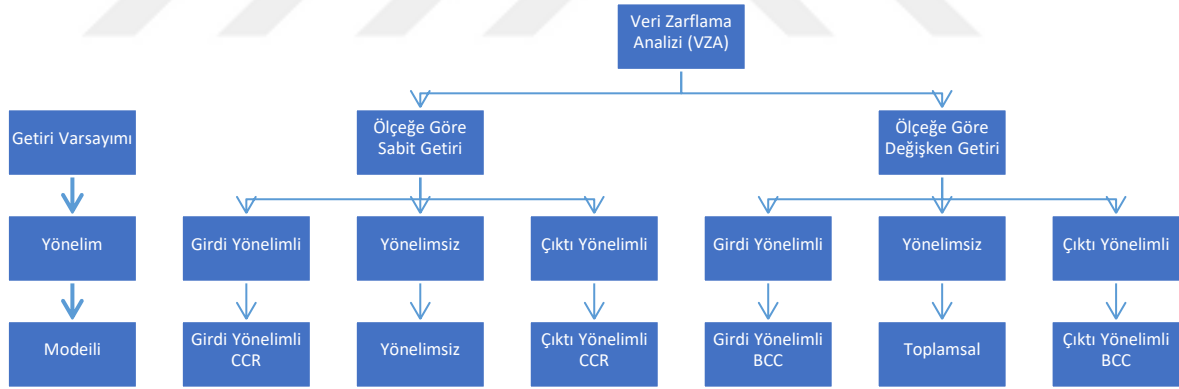 Veri Zarflama
Analizi (VZA)
Getiri Varsayımı
Ölçeğe Göre
Sabit Getiri
Ölçeğe Göre
Değişken Getiri
Yönelim
Girdi Yönelimli
Yönelimsiz
Çıktı Yönelimli
Girdi Yönelimli
Yönelimsiz
Çıktı Yönelimli
Modeili
Girdi Yönelimli
CCR
Yönelimsiz
Çıktı Yönelimli
CCR
Girdi Yönelimli
BCC
Toplamsal
Çıktı Yönelimli
BCC